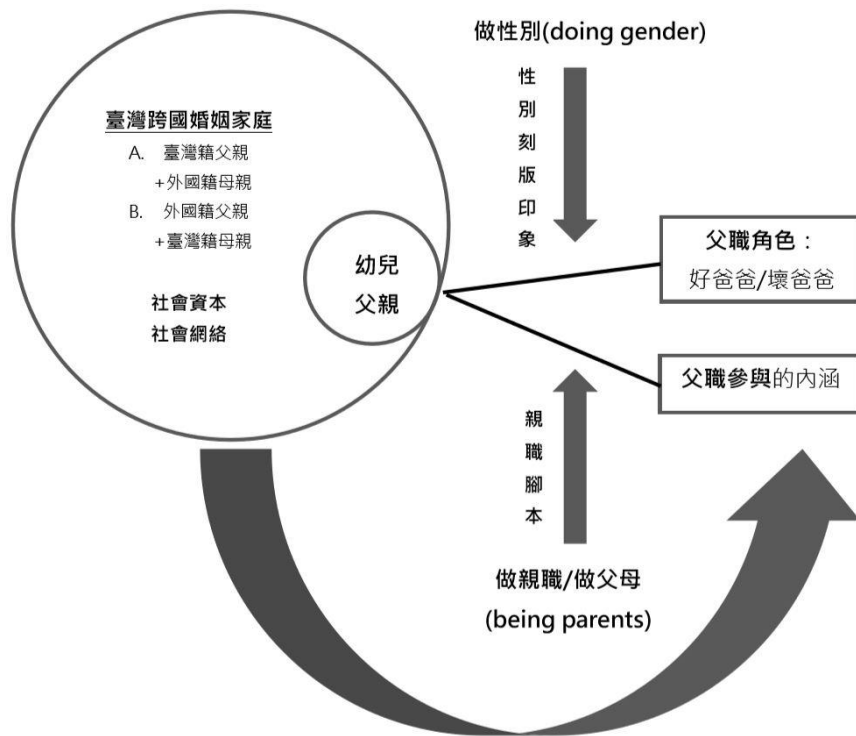 做性別(doing gender)
性別刻版印象
臺灣跨國婚姻家庭
A. 臺灣籍父親
+外國籍母親
B. 外國籍父親
+臺灣籍母親
社會資本
社會網絡
幼兒
父親
父職角色：
好爸爸/壞爸爸
父職參與的內涵
親職腳本
做親職/做父母
(being parents)